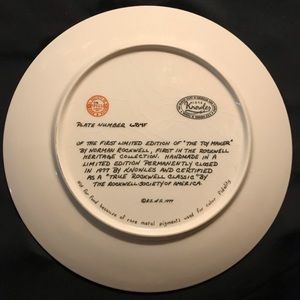 Knowles
PLATE NUMBER
OF THE FIRST LIMITED EDITION OF "THE TOY MAKER"
BY NORMAN ROCKWELL, FIRST IN THE ROCKWELL
HERITAGE COLLECTION. HANDMADE IN A
LIMITED EDITION PERMANENTLY CLOSED
IN 1977 BY KNOWLES AND CERTIFIED
AS A "TRUE ROCKWELL CLASSIC" BY
THE ROCKWELL SOCIETY OF AMERICA.
Not for food because of rare metal pigments used for color fidelity